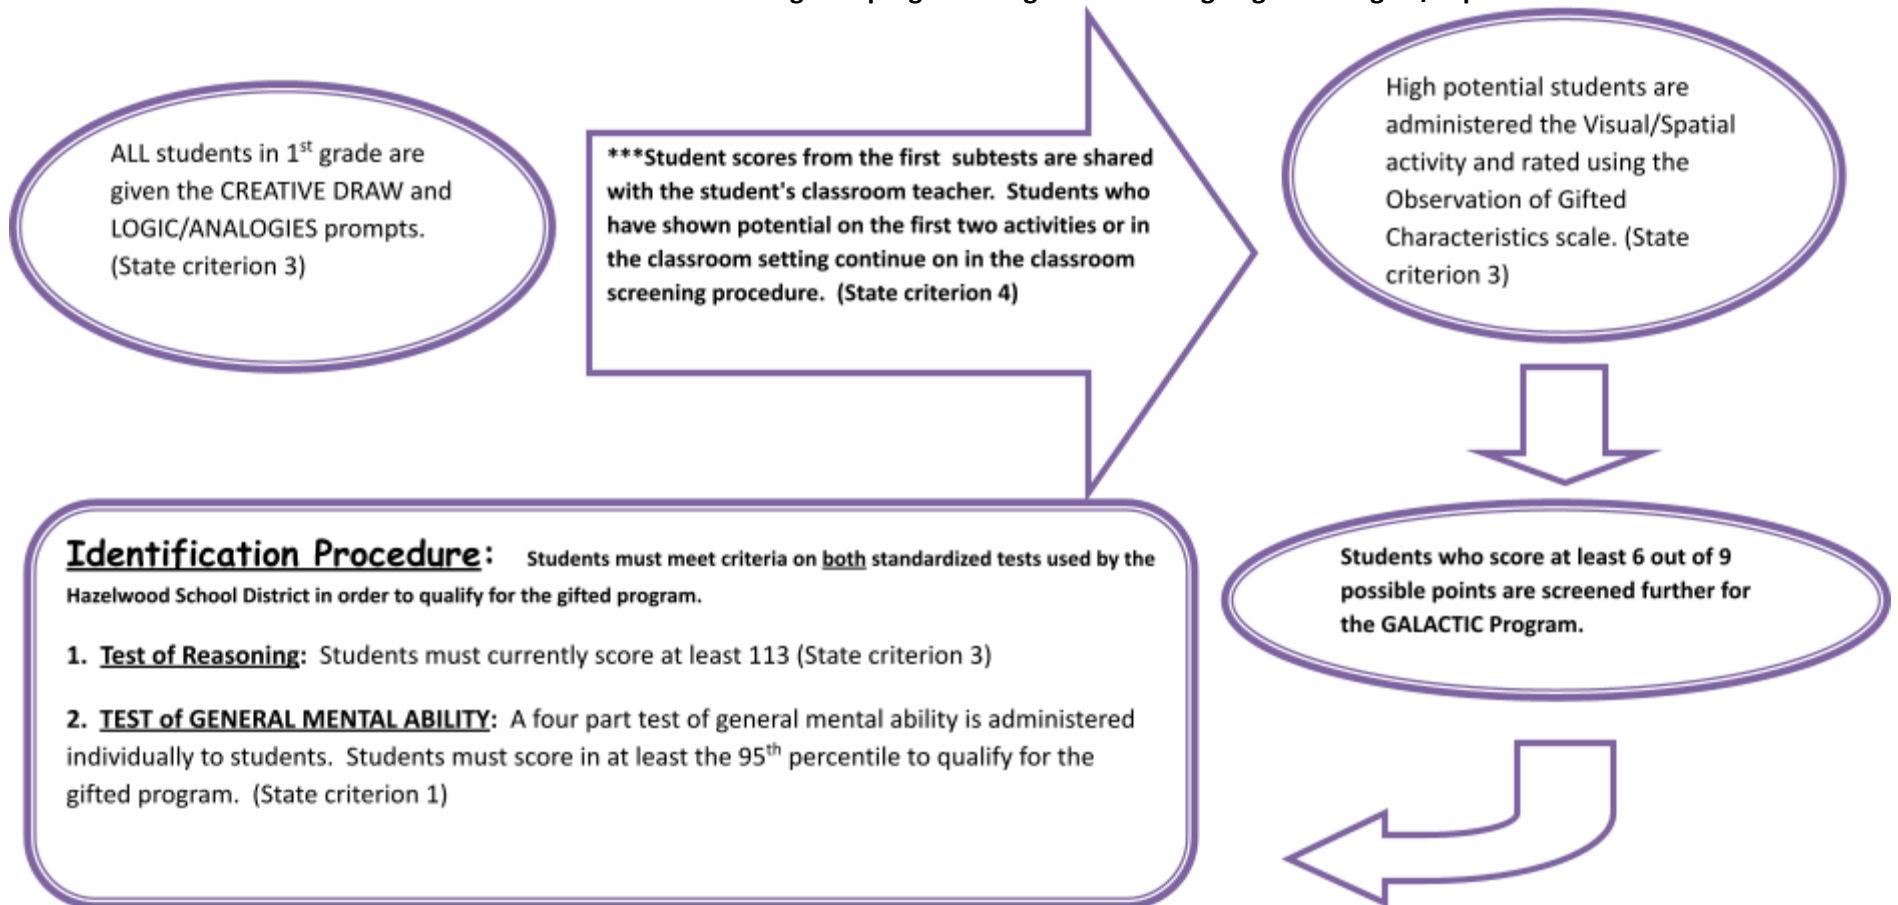 ALL students in 1st grade are
given the CREATIVE DRAW and
LOGIC/ANALOGIES prompts.
(State criterion 3)
***Student scores from the first subtests are shared
with the student's classroom teacher. Students who
have shown potential on the first two activities or in
the classroom setting continue on in the classroom
screening procedure. (State criterion 4)
High potential students are
administered the Visual/Spatial
activity and rated using the
Observation of Gifted
Characteristics scale. (State
criterion 3)
Students who score at least 6 out of 9
possible points are screened further for
the GALACTIC Program.
Identification Procedure: Students must meet criteria on both standardized tests used by the
Hazelwood School District in order to qualify for the gifted program.
1. Test of Reasoning: Students must currently score at least 113 (State criterion 3)
2. TEST of GENERAL MENTAL ABILITY: A four part test of general mental ability is administered
individually to students. Students must score in at least the 95th percentile to qualify for the
gifted program. (State criterion 1)